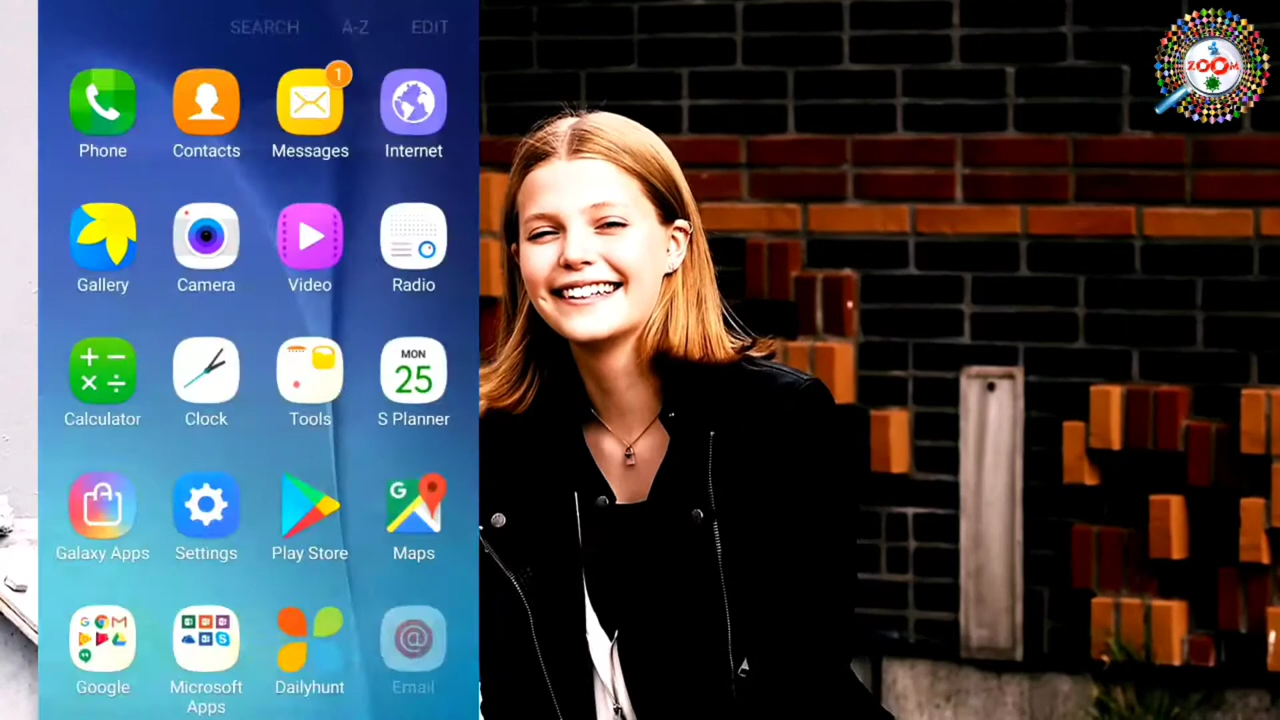 SEARCH A-Z EDIT
1
Phone Contacts Messages Internet
Gallery Camera Video Radio
MON
25
Calculator Clock Tools S Planner
G
Galaxy Apps Settings Play Store Maps
Google Microsoft Apps Dailyhunt Email
ZOOM